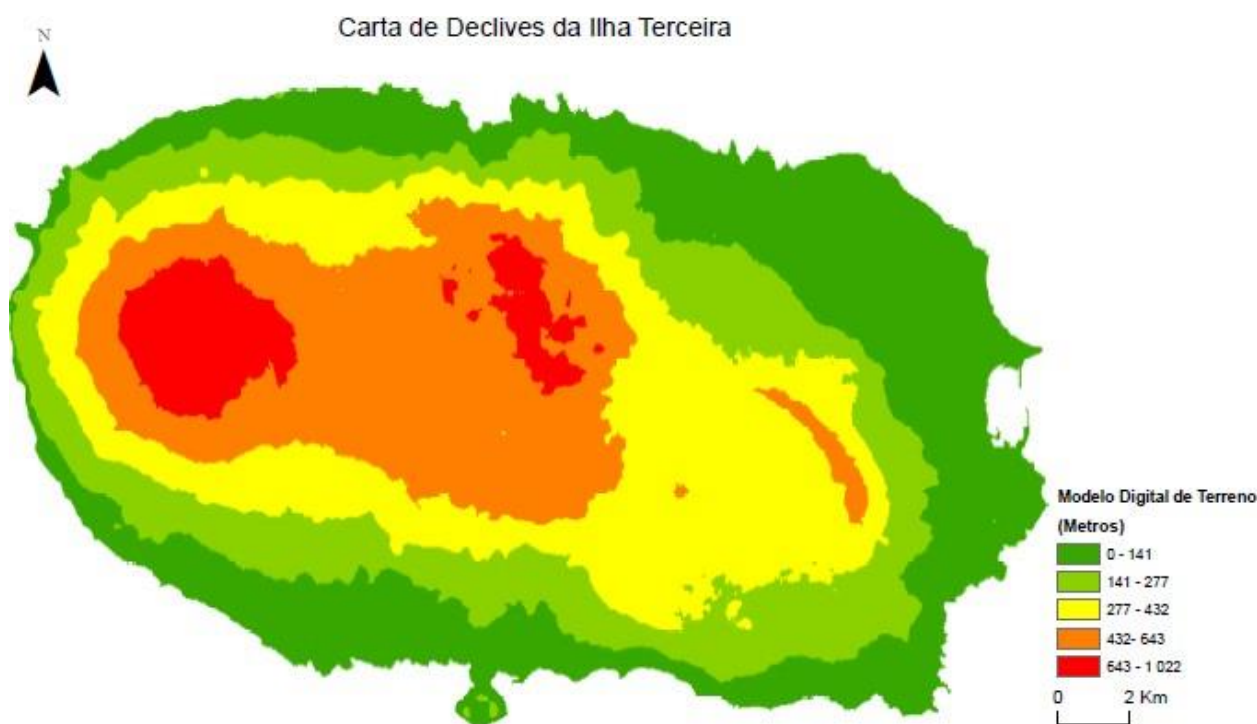 Carta de Declives da Ilha Terceira
N
Modelo Digital de Terreno
(Metros)
0 - 141
141 - 277
277 - 432
432- 643
643 - 1 022
0 2 Km